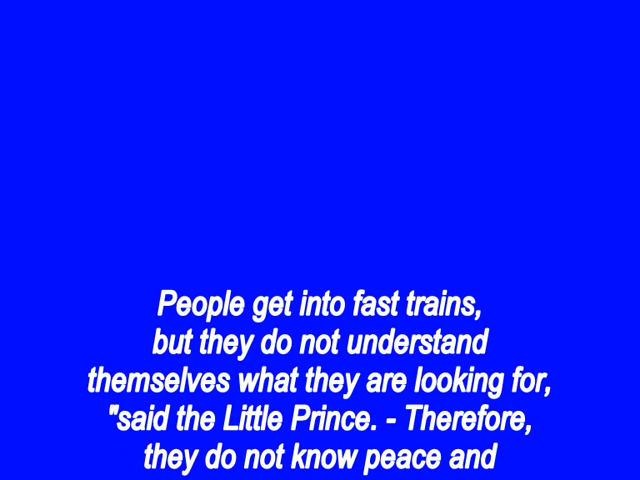 People get into fast trains,
but they do not understand
themselves what they are looking for,
"said the Little Prince. - Therefore,
they do not know peace and